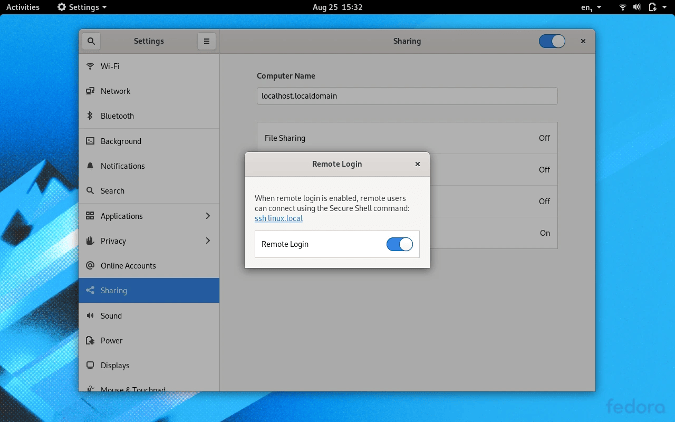 Activities
Settings
Aug 25 15:32
en₁
Settings
Sharing
Wi-Fi
Network
Bluetooth
Background
Notifications
Search
Applications
Privacy
Online Accounts
Sharing
Sound
Power
Displays
Mouse & Touchpad
Computer Name
localhost.localdomain
File Sharing
Off
Off
Off
On
Remote Login
When remote login is enabled, remote users
can connect using the Secure Shell command:
ssh linux.local
Remote Login
fedora